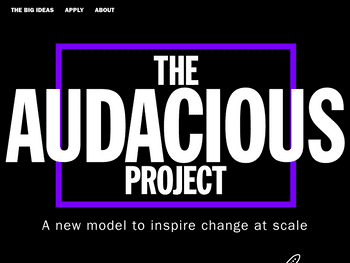 THE BIG IDEAS APPLY ABOUT
THE
AUDACIOUS
PROJECT
A new model to inspire change at scale